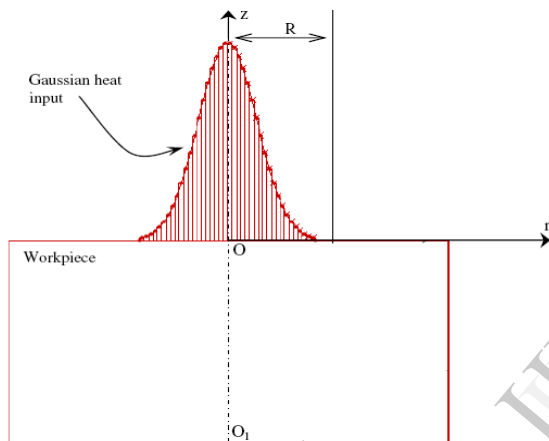 z
R
Gaussian heat
input
r
O
Workpiece
O1